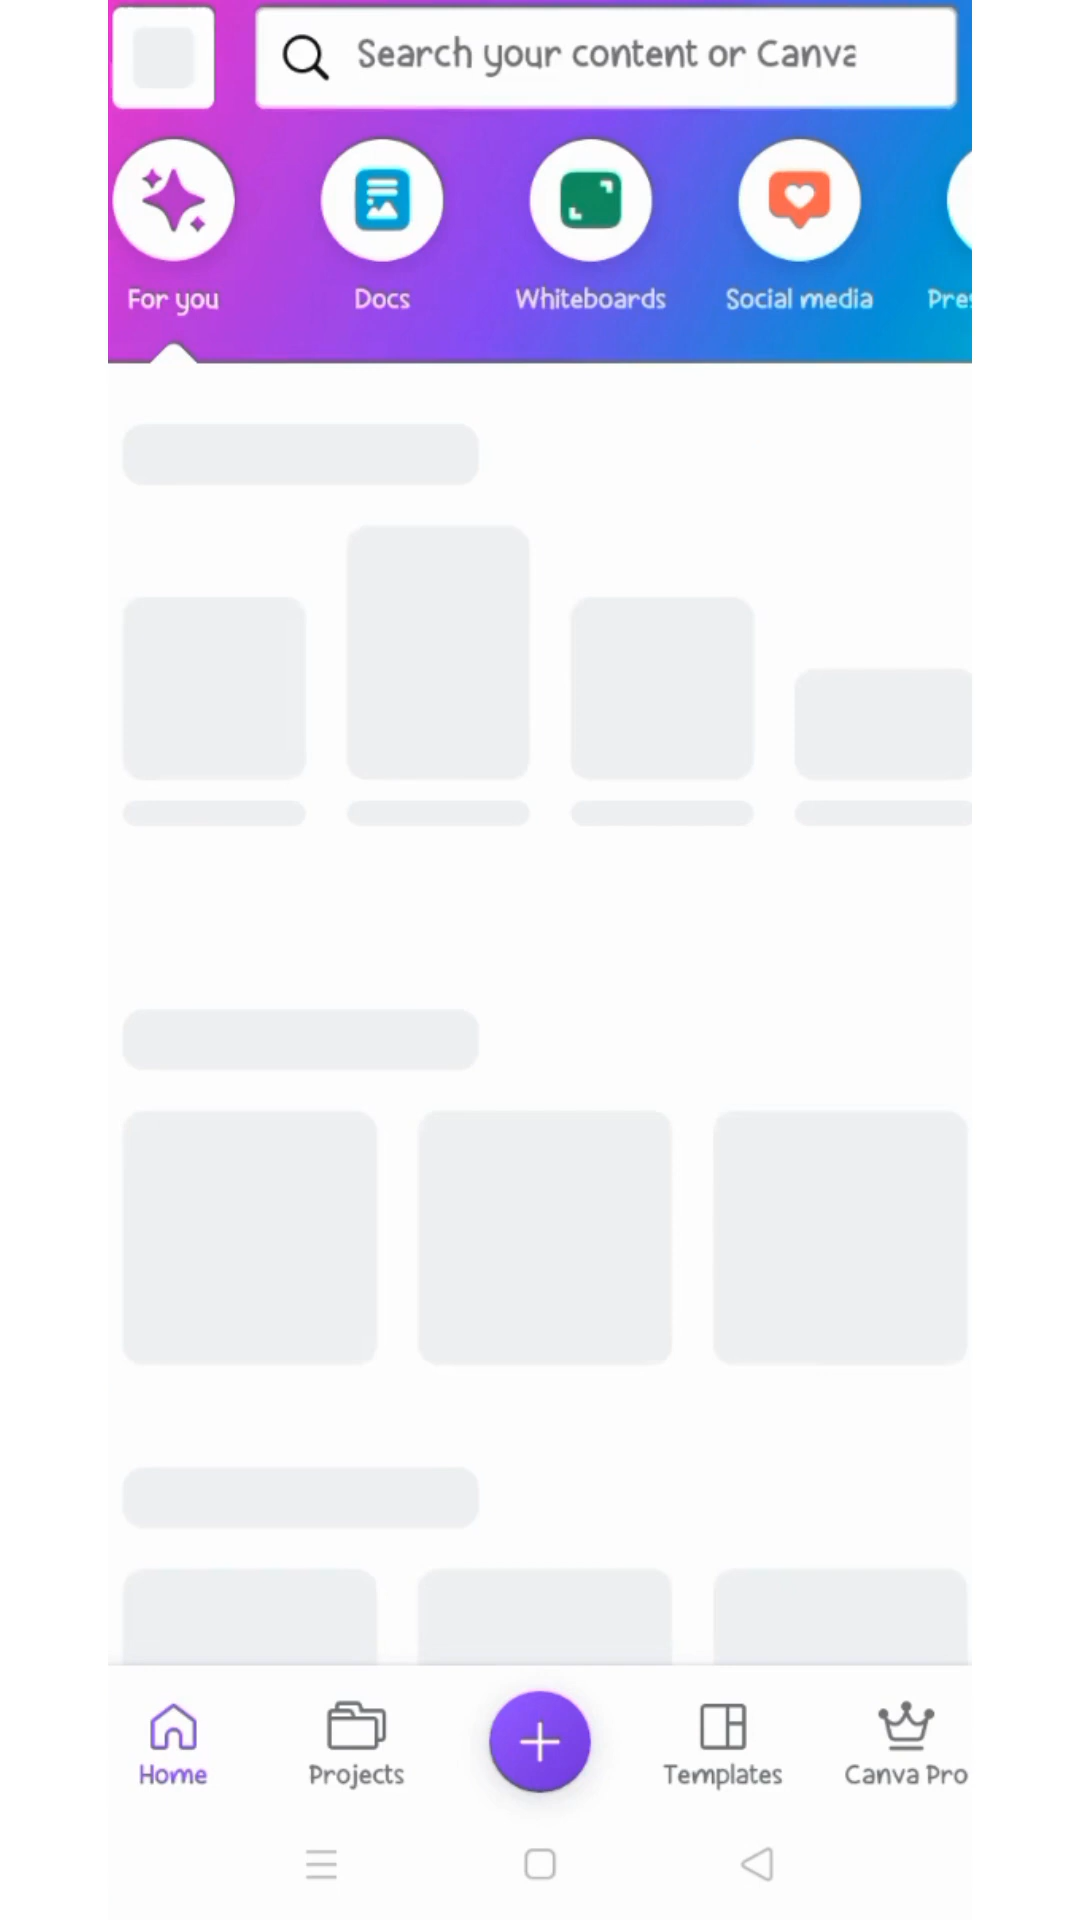 Search your content or Canva
For you
Docs
Whiteboards
Social media
Home
Projects
Templates
Canva Pro